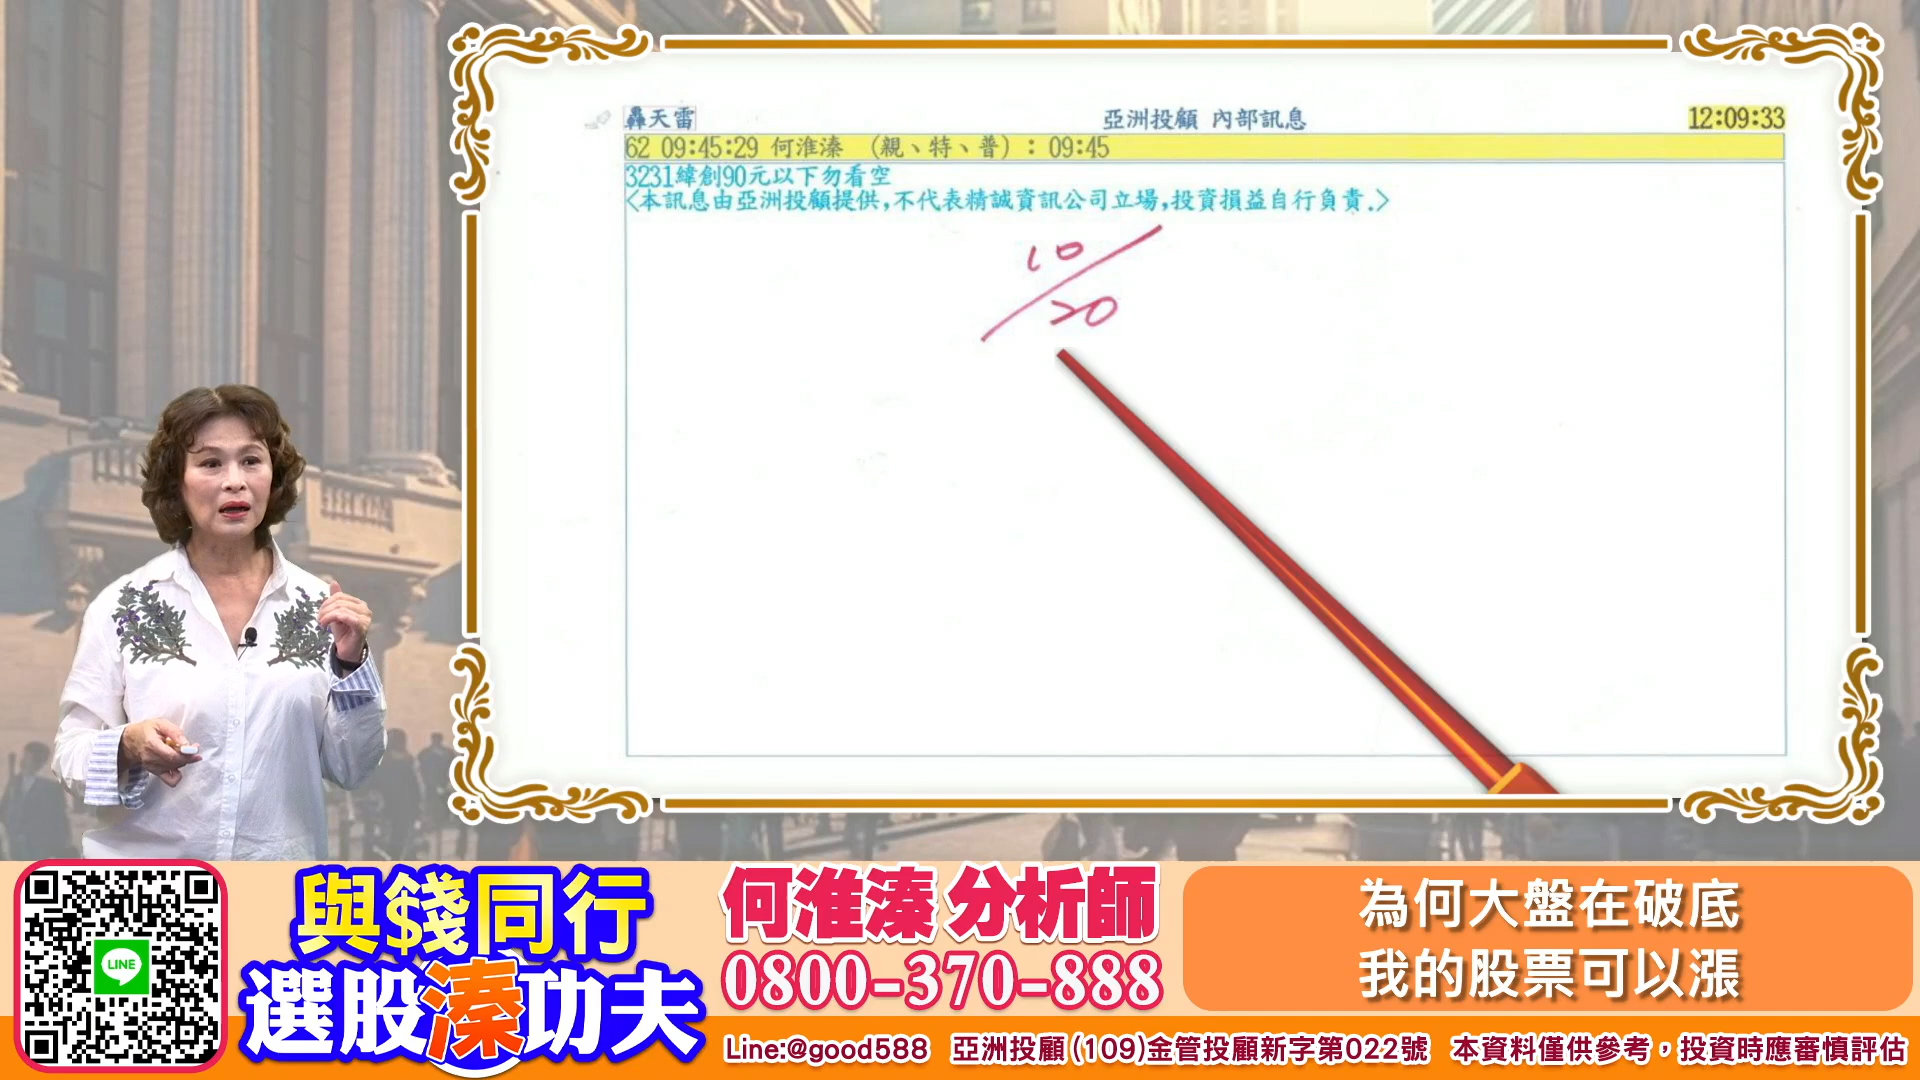 轟天雷 亞洲投顧 內部訊息 12:09:33
62 09:45:29 何淮溱 (親、特、普) : 09:45
3231緯創90元以下勿看空
<本訊息由亞洲投顧提供,不代表精誠資訊公司立場,投資損益自行負責.>
10/20
LINE
與$錢同行
選股溱功夫
何淮溱 分析師
0800-370-888
為何大盤在破底
我的股票可以漲
Line:@good588 亞洲投顧 (109)金管投顧新字第022號 本資料僅供參考,投資時應審慎評估